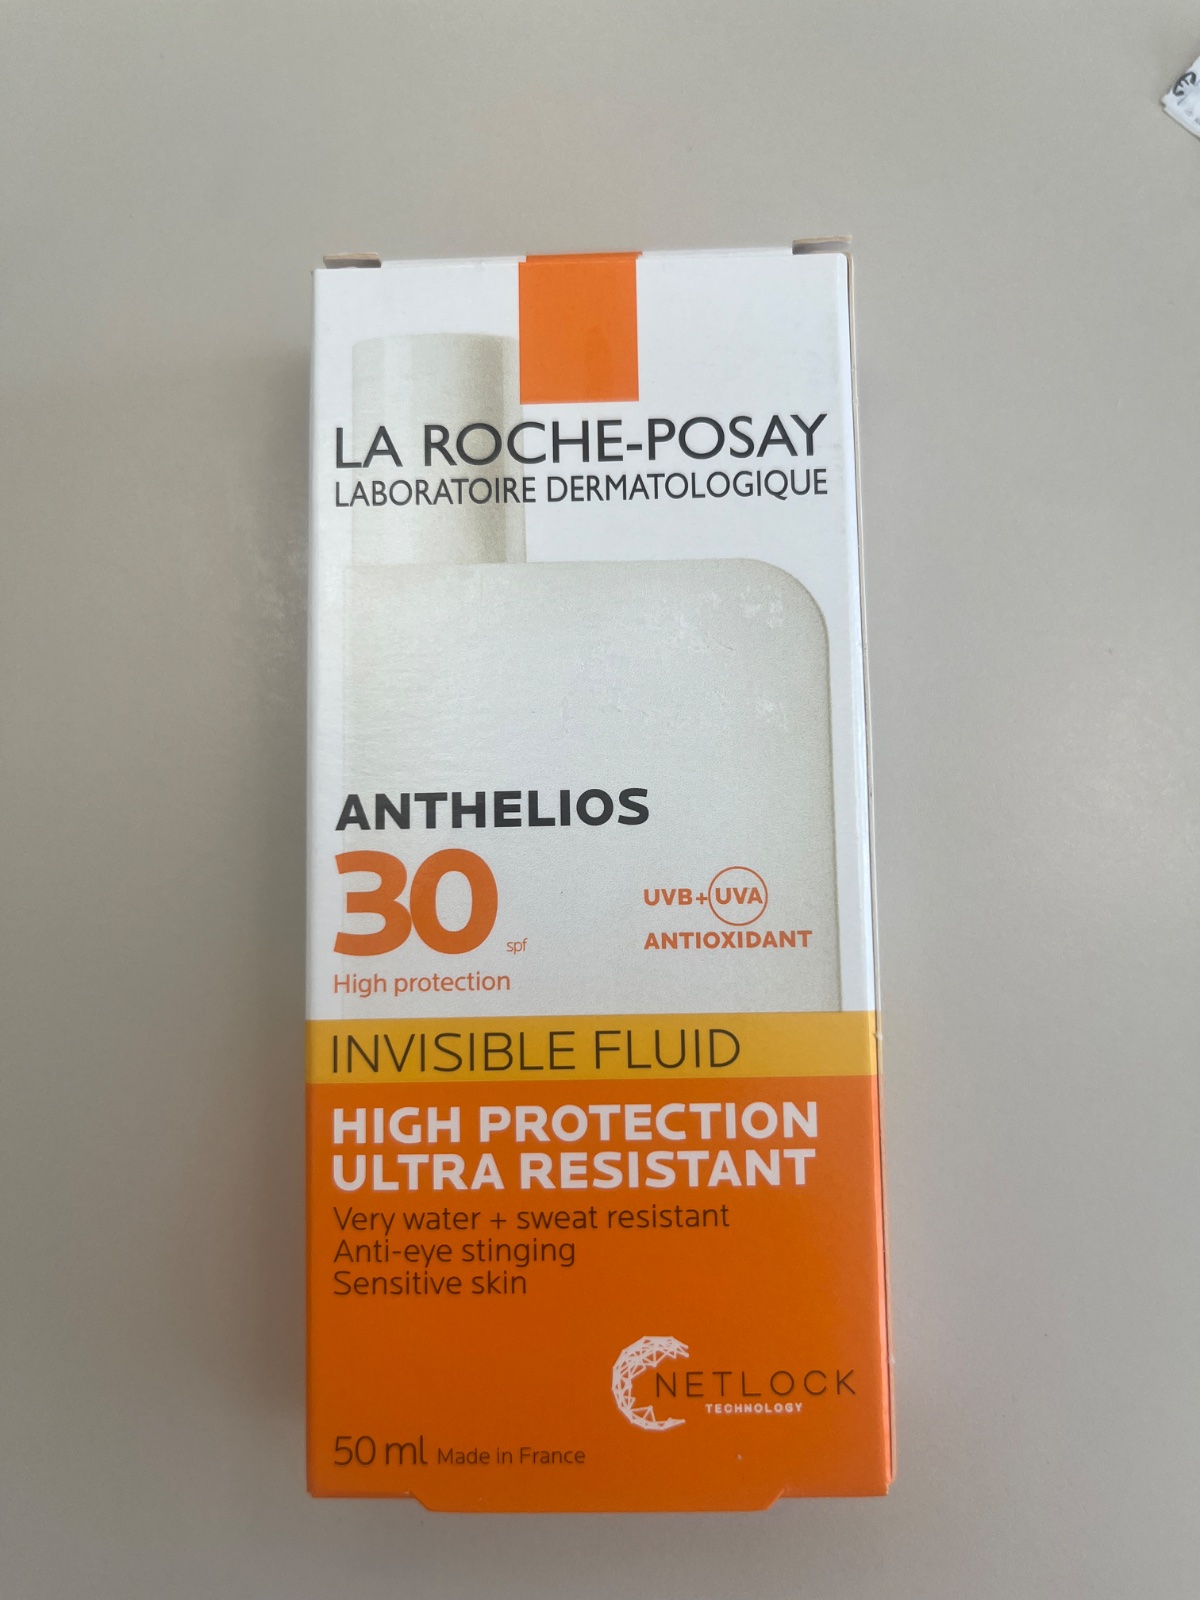 LA ROCHE-POSAY
LABORATOIRE DERMATOLOGIQUE
ANTHELIOS
30 spf
High protection
UVB+UVA
ANTIOXIDANT
INVISIBLE FLUID
HIGH PROTECTION
ULTRA RESISTANT
Very water + sweat resistant
Anti-eye stinging
Sensitive skin
NETLOCK
TECHNOLOGY
50 ml Made in France